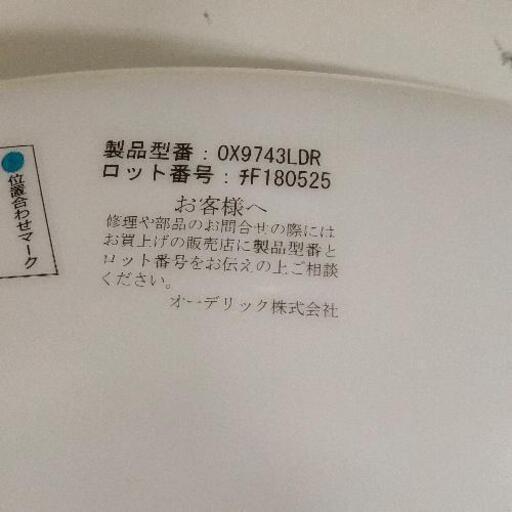 製品型番：OX9743LDR
ロット番号：ﾁF180525
お客様へ
修理や部品のお問合せの際には
お買上げの販売店に製品型番と
ロット番号をお伝えの上ご相談
ください。
オーデリック株式会社
位置合わせマーク